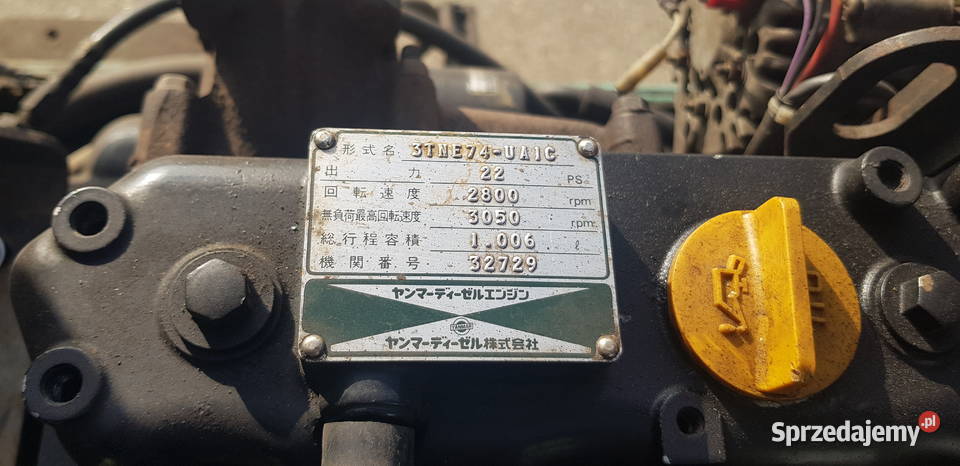 形式名 3TNE74-UA1C
出力 22 PS
回転速度 2800 rpm
無負荷最高回転速度 3050 rpm
総行程容積 1.006 ℓ
機関番号 32729
ヤンマーディーゼルエンジン
YANMAR
ヤンマーディーゼル株式会社
Sprzedajemy.pl